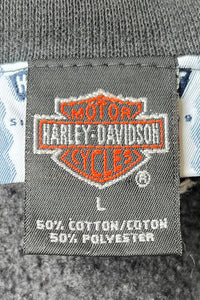 MOTOR
HARLEY-DAVIDSON
CYCLES
®
L
50% COTTON/COTON
50% POLYESTER